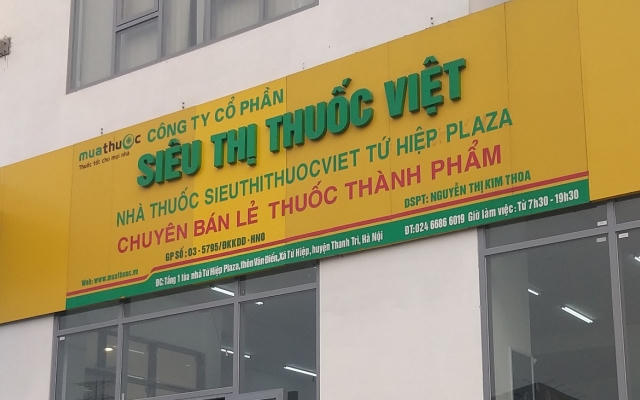 muathuốc
Thuốc tốt cho mọi nhà
CÔNG TY CỔ PHẦN
SIÊU THỊ THUỐC VIỆT
NHÀ THUỐC SIEUTHITHUOCVIET TỨ HIỆP PLAZA
CHUYÊN BÁN LẺ THUỐC THÀNH PHẨM
GP SỐ : 03 - 5795/ĐKKDD - HNO
DSPT: NGUYỄN THỊ KIM THOA
Web: www.muathuoc.vn
ĐC: Tầng 1 tòa nhà Tứ Hiệp Plaza, thôn Văn Điển, Xã Tứ Hiệp, huyện Thanh Trì, Hà Nội
ĐT: 024 6686 6019 Giờ làm việc : Từ 7h30 - 19h30